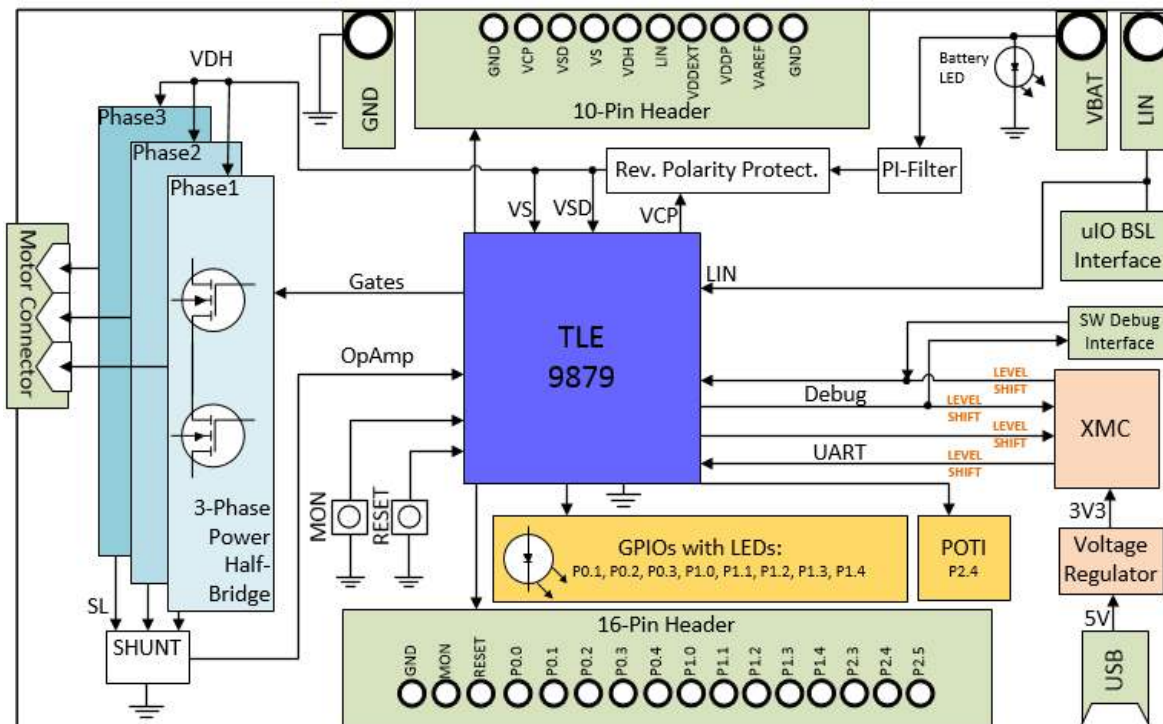 VDH
GND
GND
VCP
VSD
VS
VDH
LIN
VDDEXT
VDDP
VAREF
GND
10-Pin Header
Battery
LED
VBAT
LIN
Phase3
Phase2
Phase1
Rev. Polarity Protect.
PI-Filter
VS
VSD
VCP
uIO BSL
Interface
Motor Connector
Gates
LIN
TLE
9879
SW Debug
Interface
OpAmp
LEVEL
SHIFT
Debug
LEVEL
SHIFT
LEVEL
SHIFT
UART
LEVEL
SHIFT
XMC
MON
RESET
3-Phase
Power
Half-
Bridge
3V3
GPIOs with LEDs:
P0.1, P0.2, P0.3, P1.0, P1.1, P1.2, P1.3, P1.4
POTI
P2.4
Voltage
Regulator
SL
SHUNT
5V
USB
16-Pin Header
GND
MON
RESET
P0.0
P0.1
P0.2
P0.3
P0.4
P1.0
P1.1
P1.2
P1.3
P1.4
P2.3
P2.4
P2.5